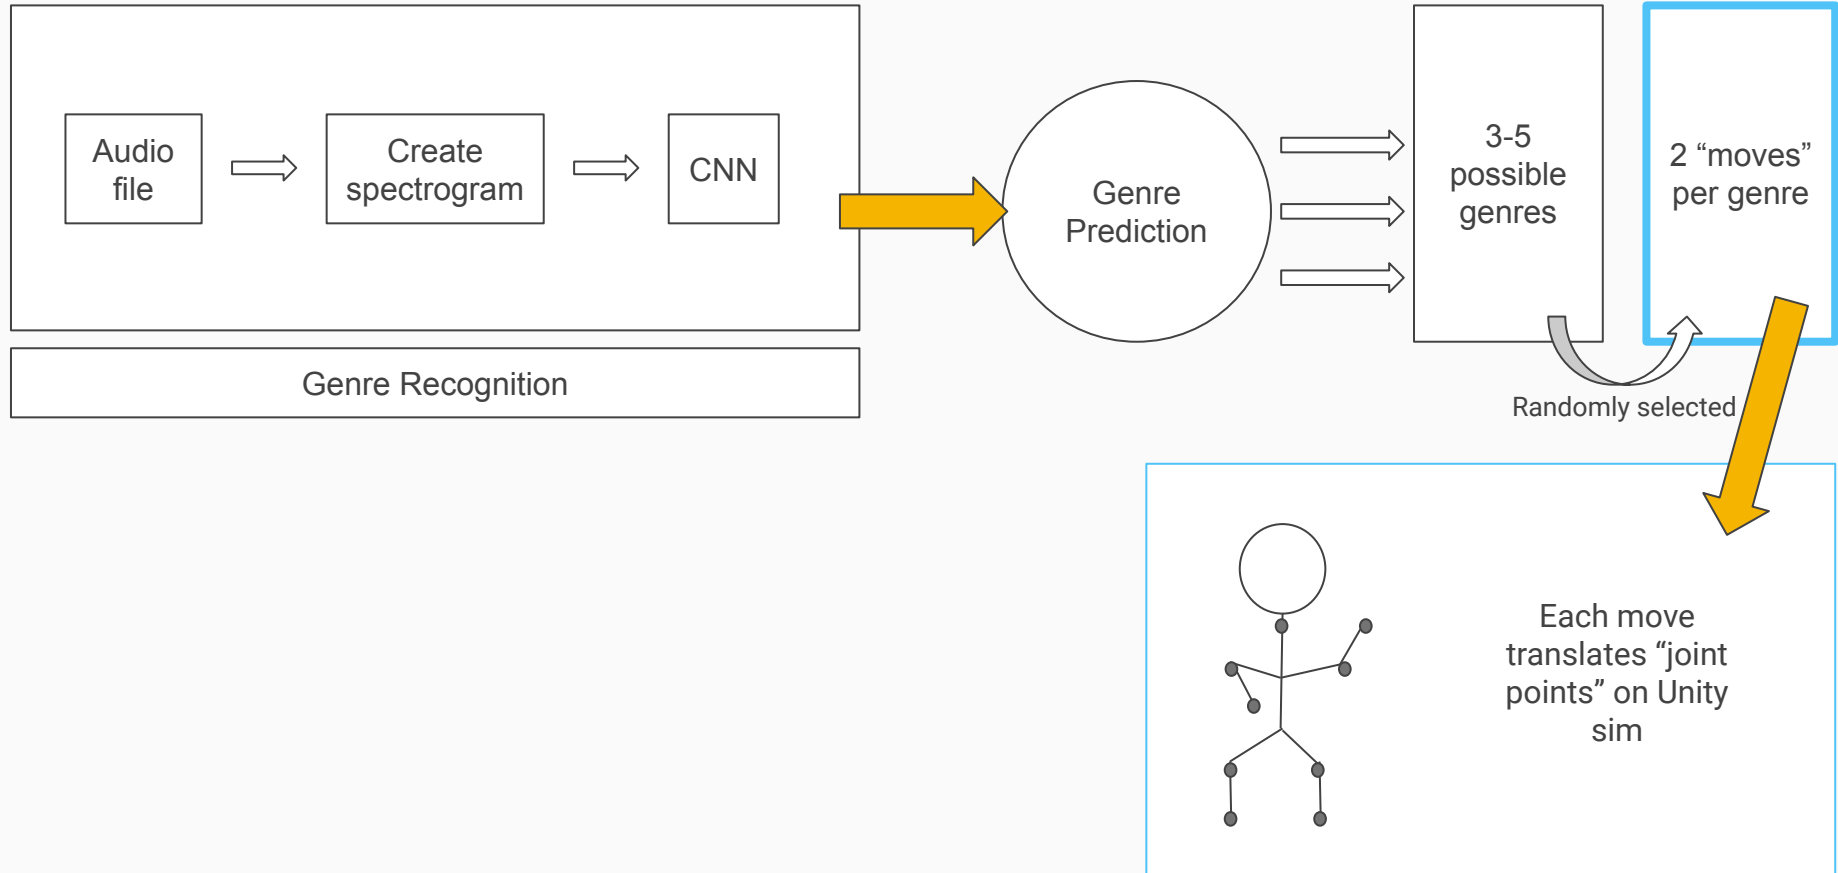 Audio
file
Create
spectrogram
CNN
Genre Recognition
Genre
Prediction
3-5
possible
genres
2 “moves”
per genre
Randomly selected
Each move
translates “joint
points” on Unity
sim